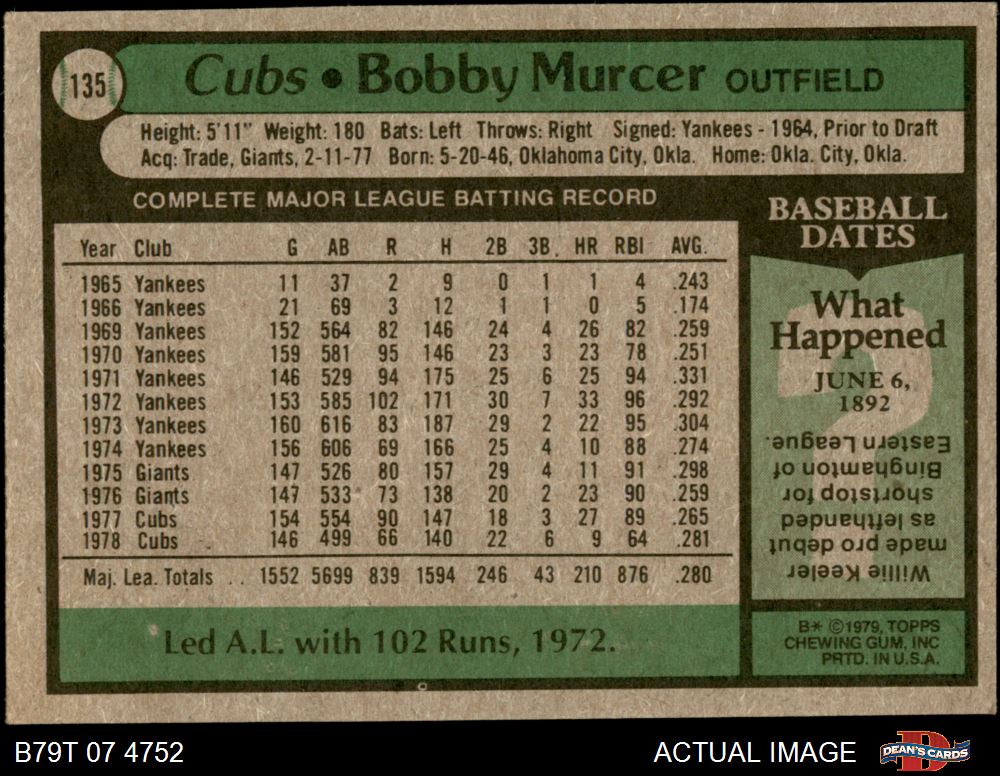 135
Cubs • Bobby Murcer OUTFIELD
Height: 5'11" Weight: 180 Bats: Left Throws: Right Signed: Yankees - 1964, Prior to Draft
Acq: Trade, Giants, 2-11-77 Born: 5-20-46, Oklahoma City, Okla. Home: Okla. City, Okla.
COMPLETE MAJOR LEAGUE BATTING RECORD
Year Club G AB R H 2B 3B. HR RBI AVG.
1965 Yankees 11 37 2 9 0 1 1 4 .243
1966 Yankees 21 69 3 12 1 1 0 5 .174
1969 Yankees 152 564 82 146 24 4 26 82 .259
1970 Yankees 159 581 95 146 23 3 23 78 .251
1971 Yankees 146 529 94 175 25 6 25 94 .331
1972 Yankees 153 585 102 171 30 7 33 96 .292
1973 Yankees 160 616 83 187 29 2 22 95 .304
1974 Yankees 156 606 69 166 25 4 10 88 .274
1975 Giants 147 526 80 157 29 4 11 91 .298
1976 Giants 147 533 73 138 20 2 23 90 .259
1977 Cubs 154 554 90 147 18 3 27 89 .265
1978 Cubs 146 499 66 140 22 6 9 64 .281
Maj. Lea. Totals . . 1552 5699 839 1594 246 43 210 876 .280
Led A.L. with 102 Runs, 1972.
BASEBALL
DATES
What
Happened
JUNE 6,
1892
Willie Keeler
made pro debut
as lefthanded
shortstop for
Binghamton of
Eastern League.
B* ©1979, TOPPS
CHEWING GUM, INC
PRTD. IN U.S.A.
B79T 07 4752
ACTUAL IMAGE
DEAN'S CARDS